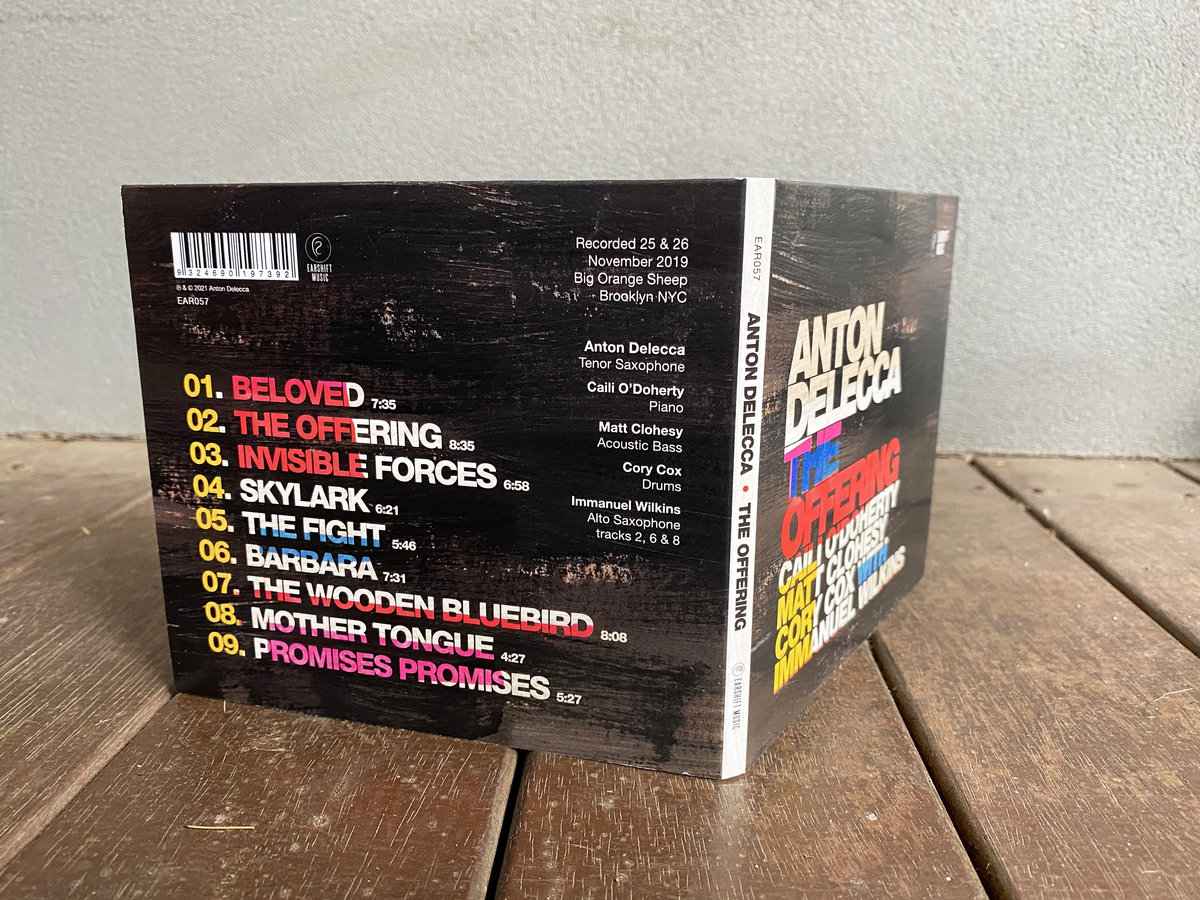 9 324690 197392
EARSHIFT
MUSIC
℗ & © 2021 Anton Delecca
EAR057
Recorded 25 & 26
November 2019
Big Orange Sheep
Brooklyn NYC
Anton Delecca
Tenor Saxophone
Caili O'Doherty
Piano
Matt Clohesy
Acoustic Bass
Cory Cox
Drums
Immanuel Wilkins
Alto Saxophone
tracks 2, 6 & 8
01. BELOVED 7:35
02. THE OFFERING 8:35
03. INVISIBLE FORCES 6:58
04. SKYLARK 6:21
05. THE FIGHT 5:46
06. BARBARA 7:31
07. THE WOODEN BLUEBIRD 8:08
08. MOTHER TONGUE 4:27
09. PROMISES PROMISES 5:27
EAR057
ANTON DELECCA • THE OFFERING
EARSHIFT MUSIC
ANTON
DELECCA
THE
OFFERING
CAILI O'DOHERTY
MATT CLOHESY
CORY COX WITH
IMMANUEL WILKINS